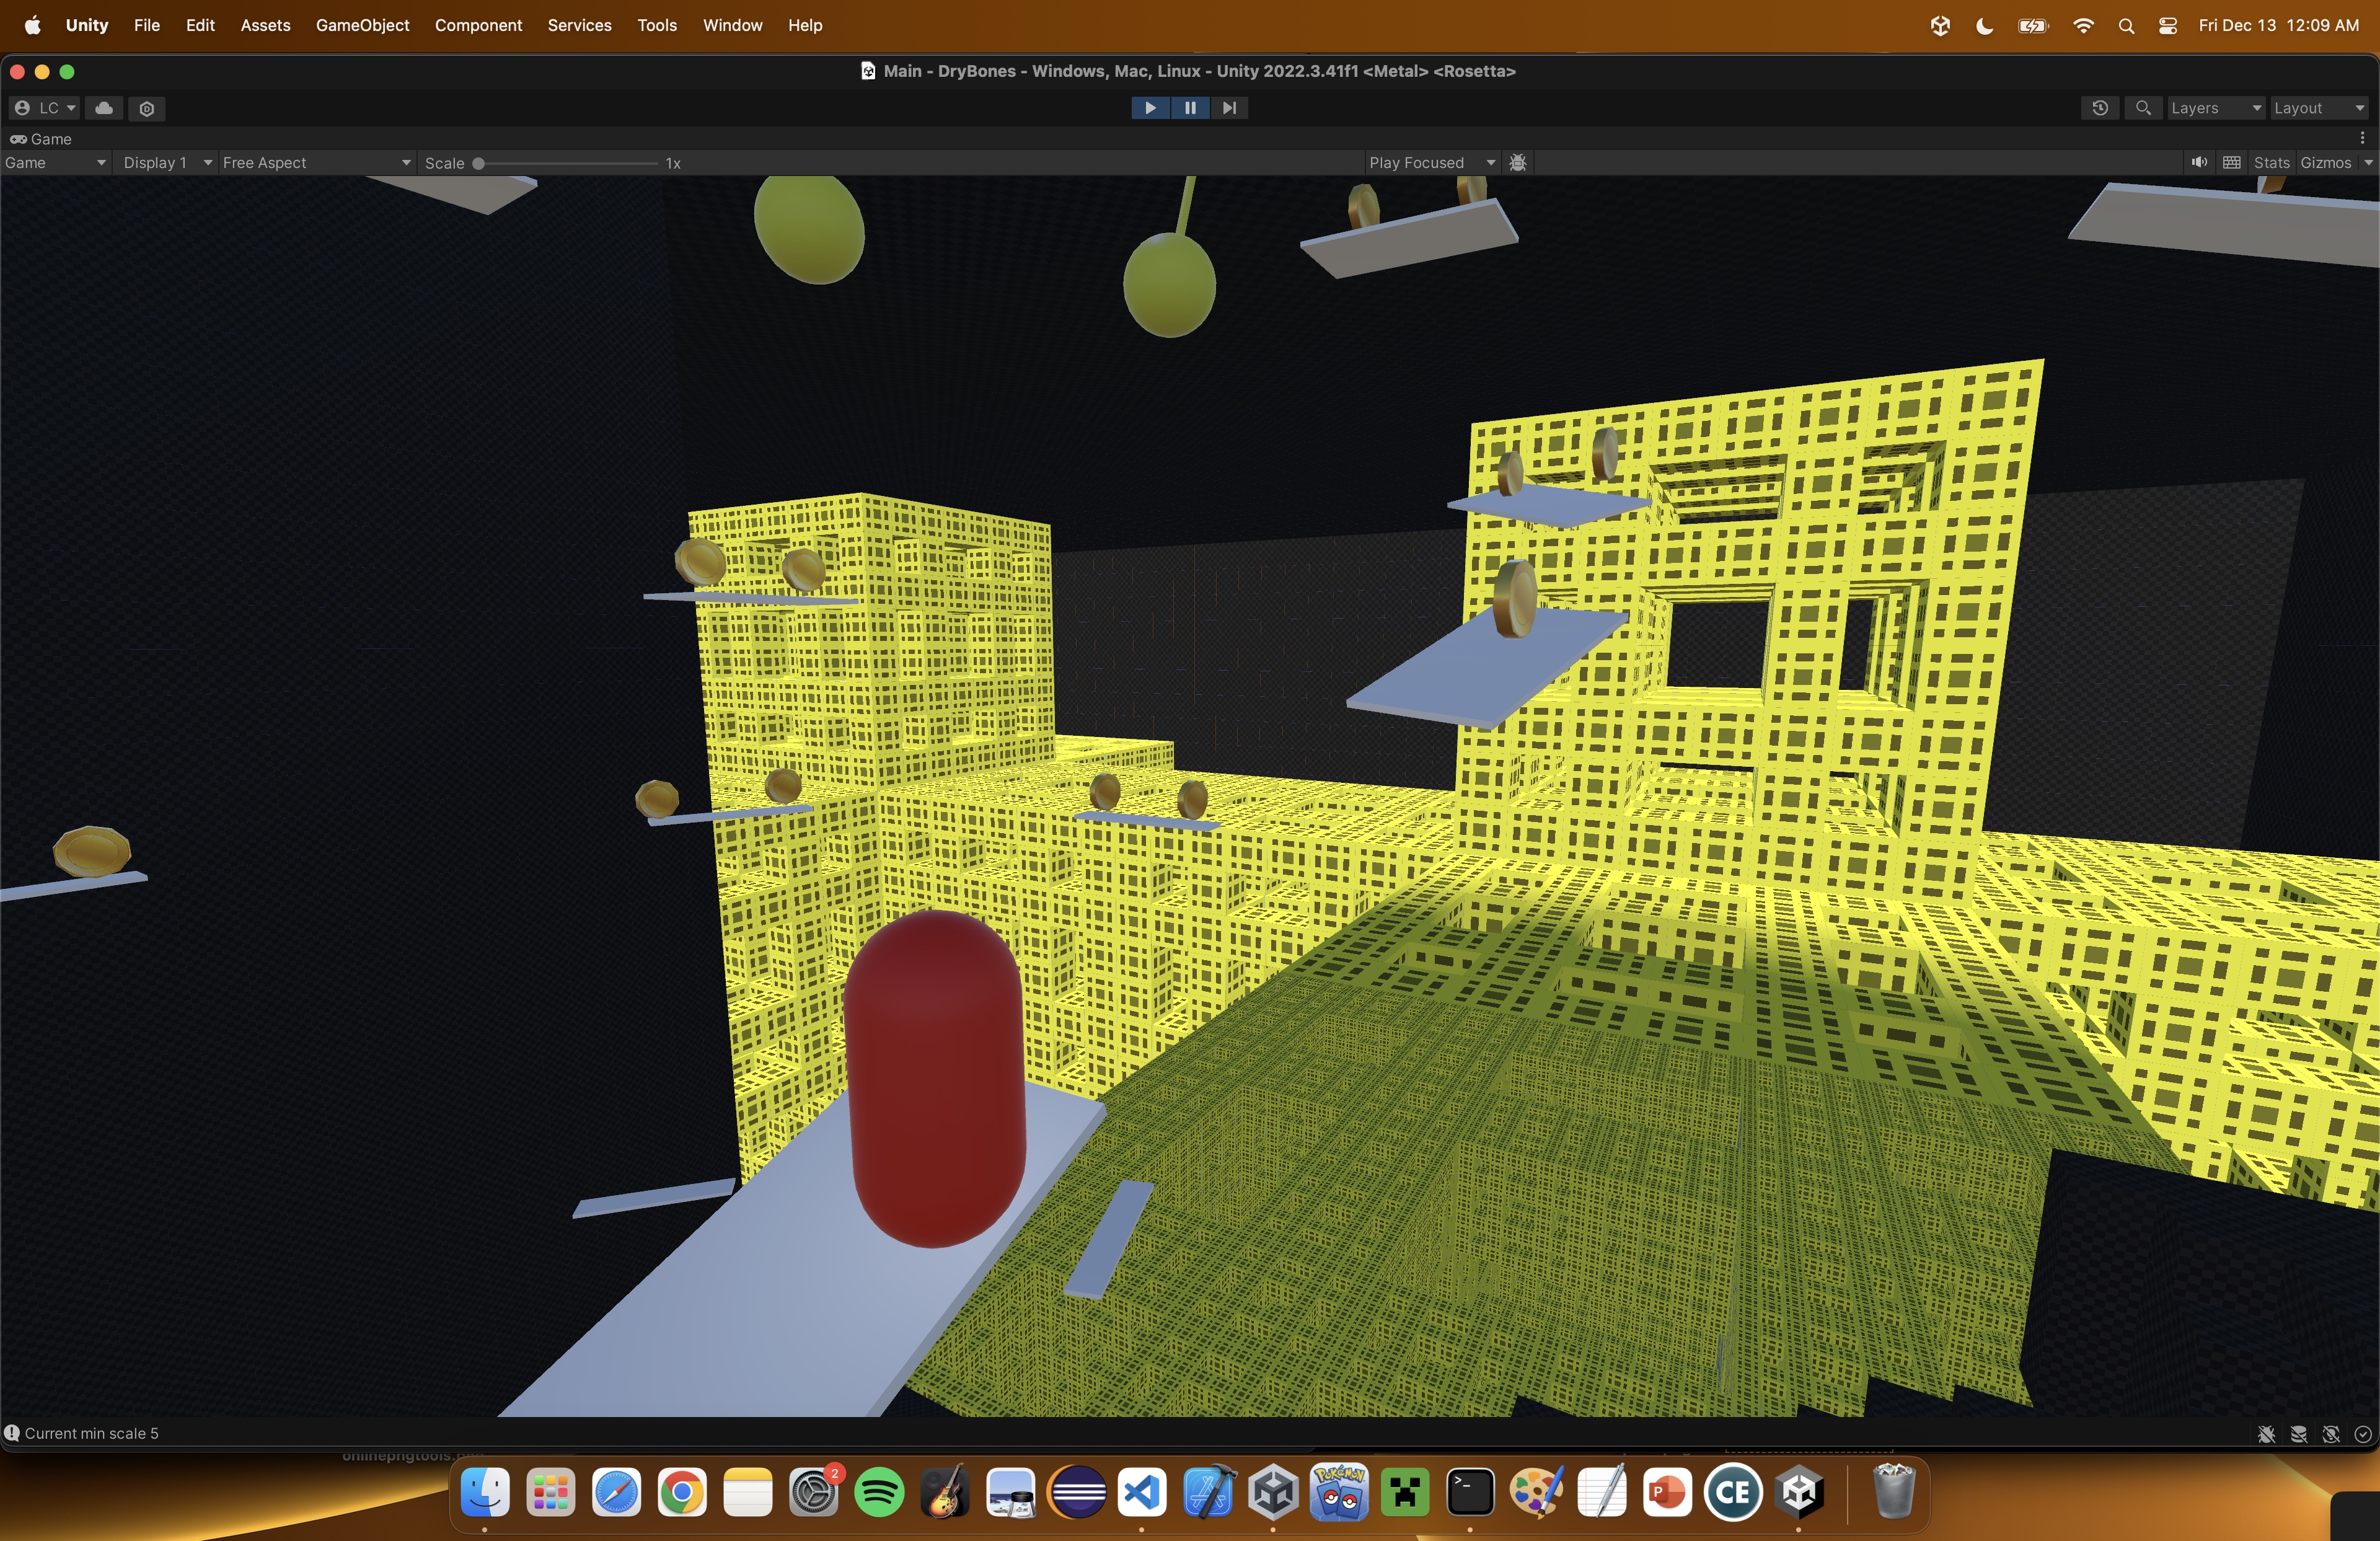 Unity File Edit Assets GameObject Component Services Tools Window Help Fri Dec 13 12:09 AM
Main - DryBones - Windows, Mac, Linux - Unity 2022.3.41f1 <Metal> <Rosetta>
LC Layers Layout
Game
Game Display 1 Free Aspect Scale 1x Play Focused Stats Gizmos
Current min scale 5
2
POKÉMON
>_
P
CE